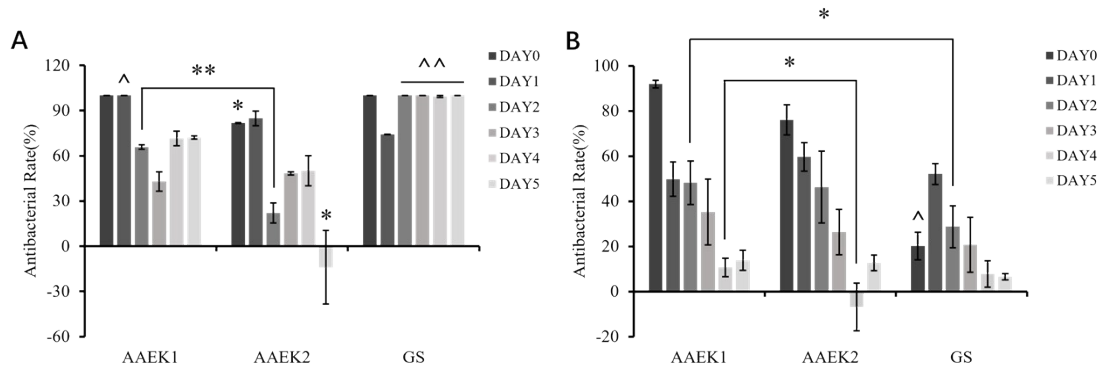 A
Antibacterial Rate(%)
120
90
60
30
0
-30
-60
^
**
*
*
^ ^
AAEK1
AAEK2
GS
DAY0
DAY1
DAY2
DAY3
DAY4
DAY5
B
Antibacterial Rate(%)
100
80
60
40
20
0
-20
*
*
^
AAEK1
AAEK2
GS
DAY0
DAY1
DAY2
DAY3
DAY4
DAY5